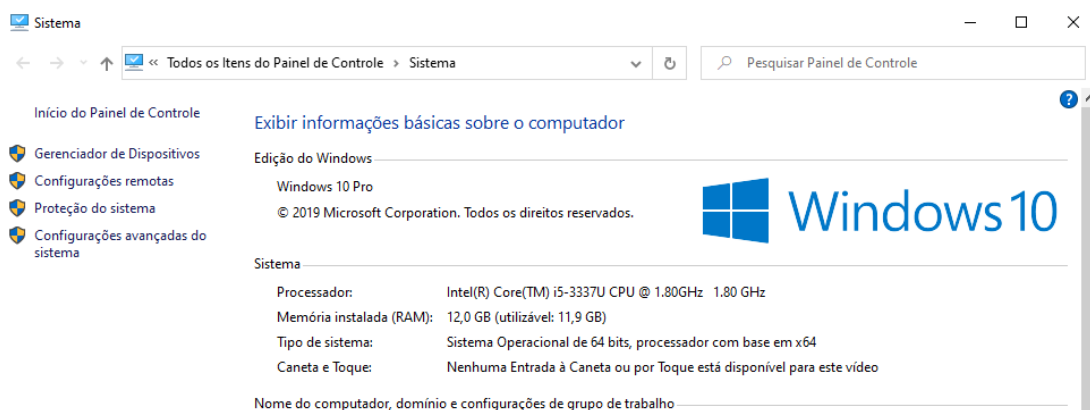 Sistema
« Todos os Itens do Painel de Controle › Sistema
Pesquisar Painel de Controle
?
Início do Painel de Controle
Gerenciador de Dispositivos
Configurações remotas
Proteção do sistema
Configurações avançadas do
sistema
Exibir informações básicas sobre o computador
Edição do Windows
Windows 10 Pro
© 2019 Microsoft Corporation. Todos os direitos reservados.
Windows 10
Sistema
Processador: Intel(R) Core(TM) i5-3337U CPU @ 1.80GHz 1.80 GHz
Memória instalada (RAM): 12,0 GB (utilizável: 11,9 GB)
Tipo de sistema: Sistema Operacional de 64 bits, processador com base em x64
Caneta e Toque: Nenhuma Entrada à Caneta ou por Toque está disponível para este vídeo
Nome do computador, domínio e configurações de grupo de trabalho